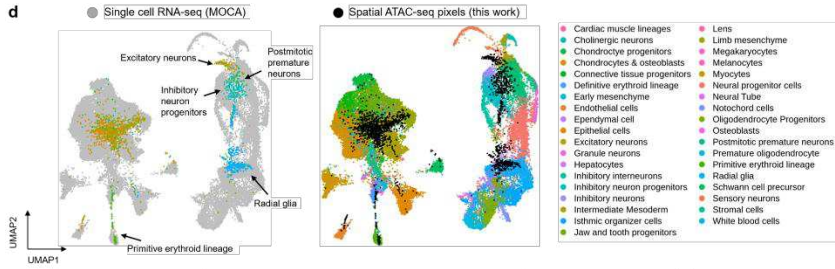 d
Single cell RNA-seq (MOCA)
Spatial ATAC-seq pixels (this work)
Excitatory neurons
Postmitotic
premature
neurons
Inhibitory
neuron
progenitors
Radial glia
Primitive erythroid lineage
UMAP2
UMAP1
Cardiac muscle lineages
Cholinergic neurons
Chondroctye progenitors
Chondrocytes & osteoblasts
Connective tissue progenitors
Definitive erythroid lineage
Early mesenchyme
Endothelial cells
Ependymal cell
Epithelial cells
Excitatory neurons
Granule neurons
Hepatocytes
Inhibitory interneurons
Inhibitory neuron progenitors
Inhibitory neurons
Intermediate Mesoderm
Isthmic organizer cells
Jaw and tooth progenitors
Lens
Limb mesenchyme
Megakaryocytes
Melanocytes
Myocytes
Neural progenitor cells
Neural Tube
Notochord cells
Oligodendrocyte Progenitors
Osteoblasts
Postmitotic premature neurons
Premature oligodendrocyte
Primitive erythroid lineage
Radial glia
Schwann cell precursor
Sensory neurons
Stromal cells
White blood cells